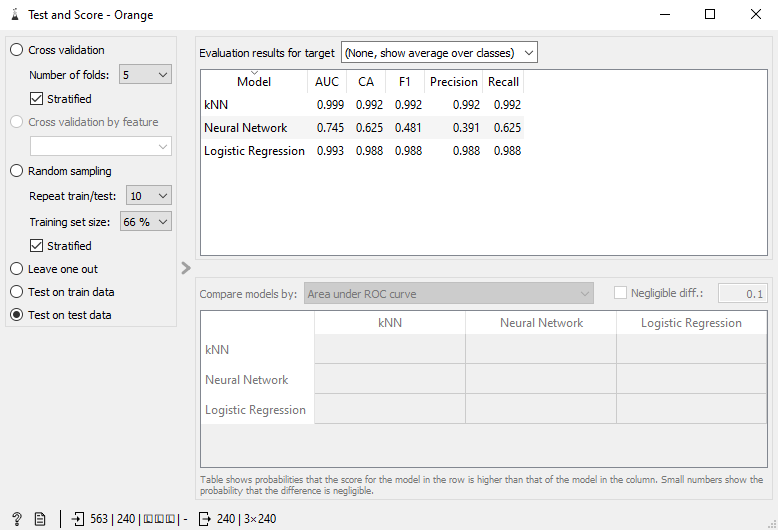 Test and Score - Orange
Cross validation
Number of folds: 5
Stratified
Cross validation by feature
Random sampling
Repeat train/test: 10
Training set size: 66 %
Stratified
Leave one out
Test on train data
Test on test data
Evaluation results for target (None, show average over classes)
Model AUC CA F1 Precision Recall
kNN 0.999 0.992 0.992 0.992 0.992
Neural Network 0.745 0.625 0.481 0.391 0.625
Logistic Regression 0.993 0.988 0.988 0.988 0.988
Compare models by: Area under ROC curve Negligible diff.: 0.1
kNN Neural Network Logistic Regression
kNN
Neural Network
Logistic Regression
Table shows probabilities that the score for the model in the row is higher than that of the model in the column. Small numbers show the
probability that the difference is negligible.
? 563 | 240 | | - 240 | 3×240